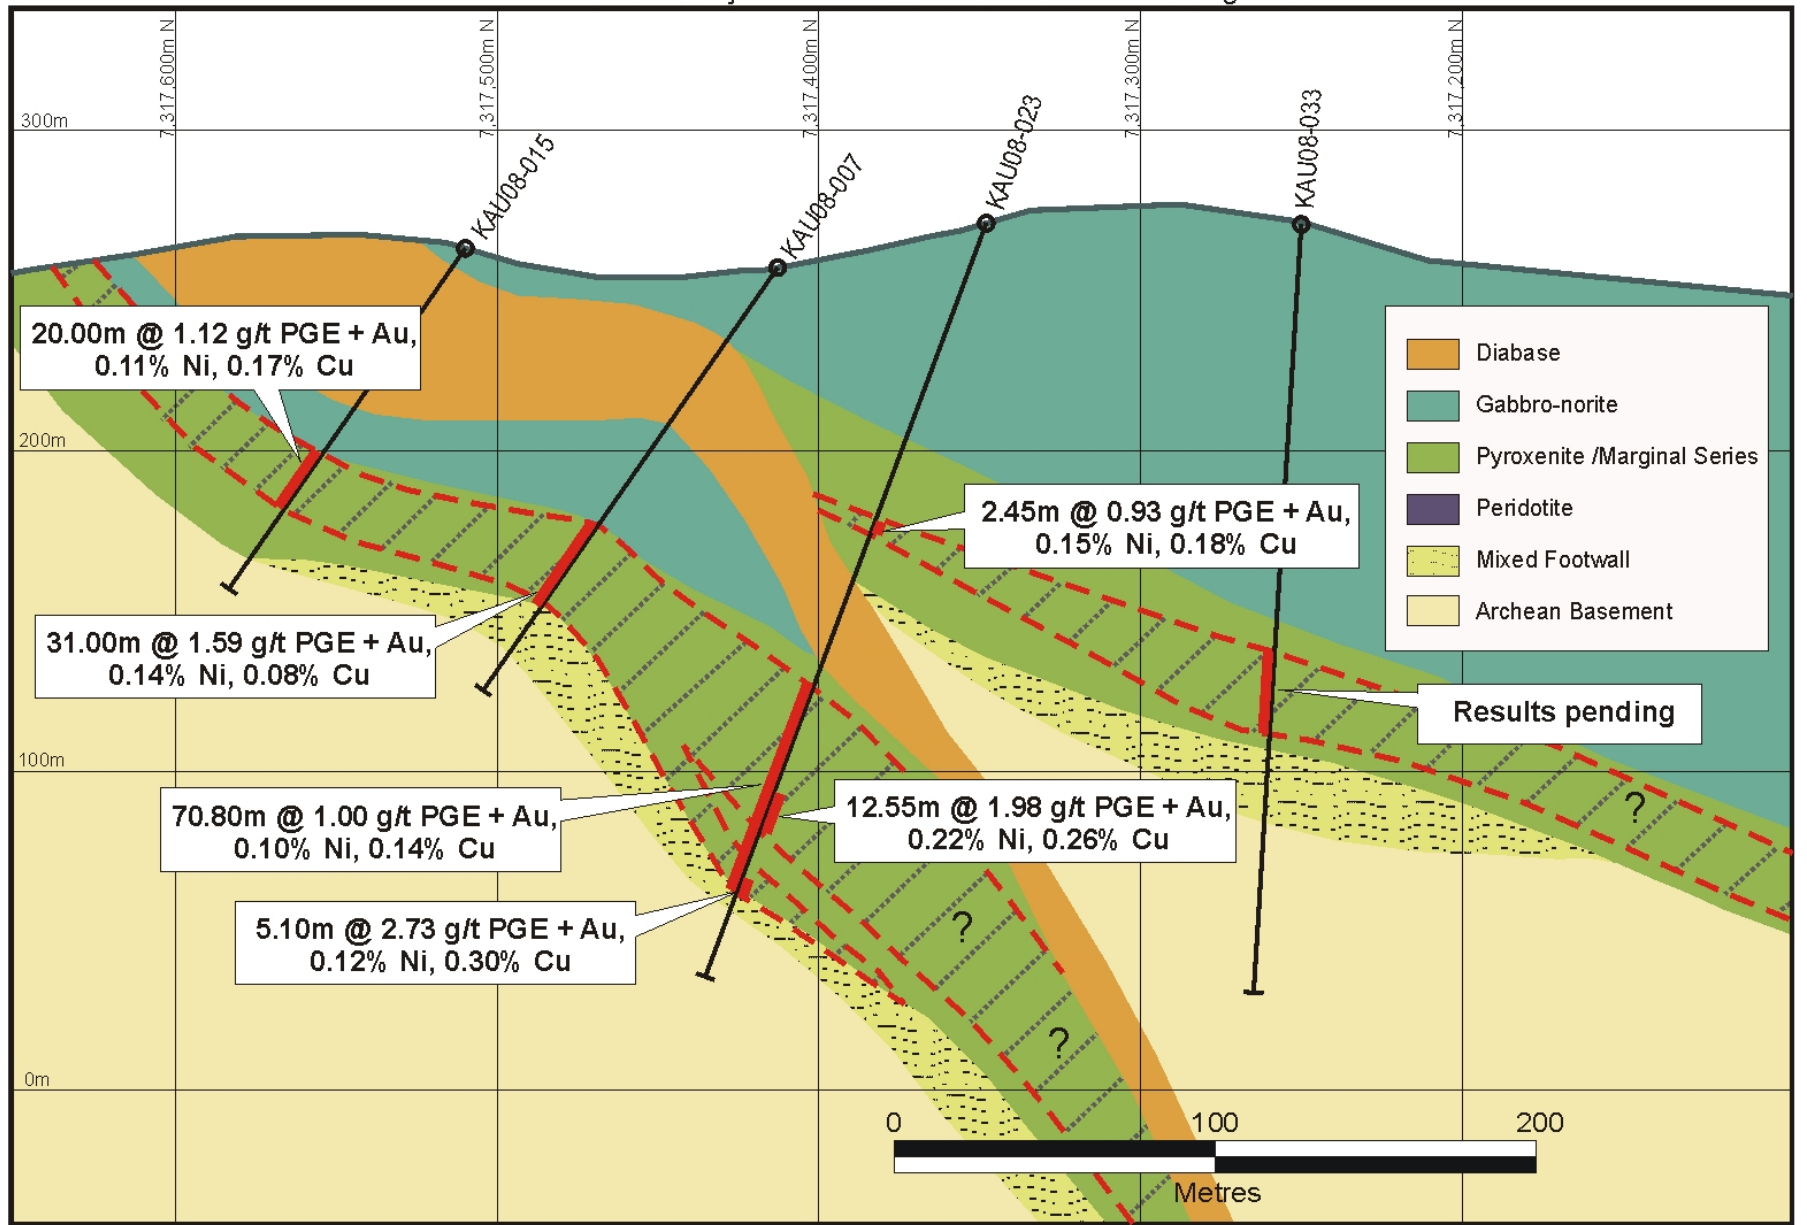 7,317,600m N
7,317,500m N
7,317,400m N
7,317,300m N
7,317,200m N
300m
KAU08-015
KAU08-007
KAU08-023
KAU08-033
20.00m @ 1.12 g/t PGE + Au,
0.11% Ni, 0.17% Cu
Diabase
Gabbro-norite
Pyroxenite /Marginal Series
Peridotite
Mixed Footwall
Archean Basement
200m
2.45m @ 0.93 g/t PGE + Au,
0.15% Ni, 0.18% Cu
31.00m @ 1.59 g/t PGE + Au,
0.14% Ni, 0.08% Cu
Results pending
100m
70.80m @ 1.00 g/t PGE + Au,
0.10% Ni, 0.14% Cu
12.55m @ 1.98 g/t PGE + Au,
0.22% Ni, 0.26% Cu
?
5.10m @ 2.73 g/t PGE + Au,
0.12% Ni, 0.30% Cu
?
?
0m
0 100 200
Metres